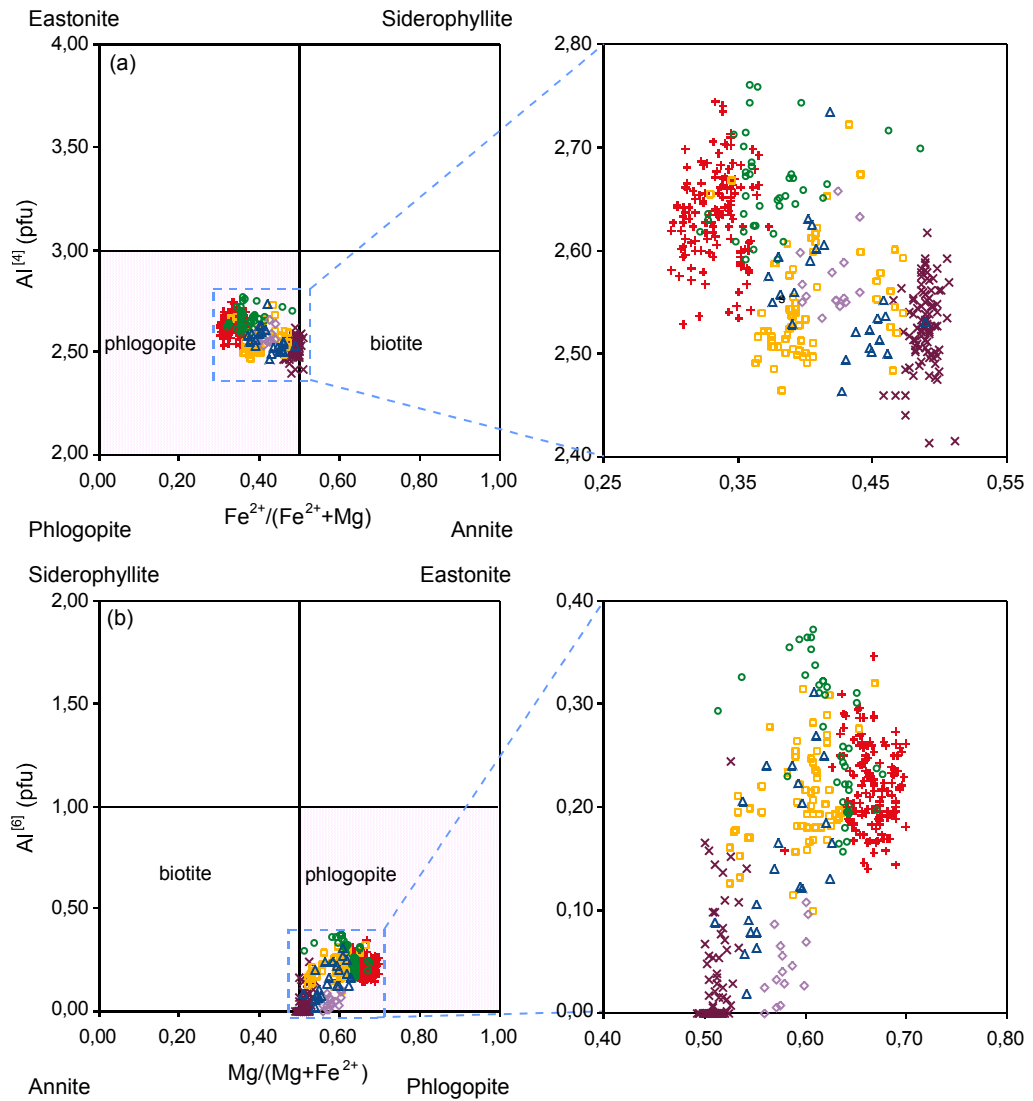 Eastonite Siderophyllite
(a)
4,00
3,50
3,00
2,50
2,00
Al[4] (pfu)
phlogopite biotite
0,00 0,20 0,40 0,60 0,80 1,00
Fe2+/(Fe2++Mg)
Phlogopite Annite
2,80
2,70
2,60
2,50
2,40
0,25 0,35 0,45 0,55
Siderophyllite Eastonite
(b)
2,00
1,50
1,00
0,50
0,00
Al[6] (pfu)
biotite phlogopite
0,00 0,20 0,40 0,60 0,80 1,00
Mg/(Mg+Fe2+)
Annite Phlogopite
0,40
0,30
0,20
0,10
0,00
0,40 0,50 0,60 0,70 0,80